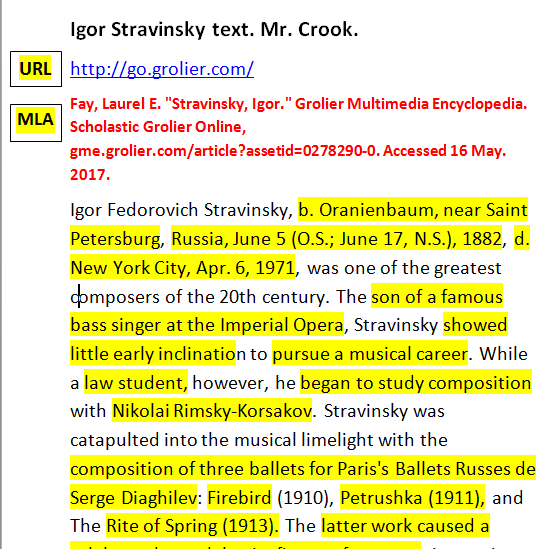 Igor Stravinsky text. Mr. Crook.
URL http://go.grolier.com/
MLA
Fay, Laurel E. "Stravinsky, Igor." Grolier Multimedia Encyclopedia.
Scholastic Grolier Online,
gme.grolier.com/article?assetid=0278290-0. Accessed 16 May.
2017.
Igor Fedorovich Stravinsky, b. Oranienbaum, near Saint
Petersburg, Russia, June 5 (O.S.; June 17, N.S.), 1882, d.
New York City, Apr. 6, 1971, was one of the greatest
composers of the 20th century. The son of a famous
bass singer at the Imperial Opera, Stravinsky showed
little early inclination to pursue a musical career. While
a law student, however, he began to study composition
with Nikolai Rimsky-Korsakov. Stravinsky was
catapulted into the musical limelight with the
composition of three ballets for Paris's Ballets Russes de
Serge Diaghilev: Firebird (1910), Petrushka (1911), and
The Rite of Spring (1913). The latter work caused a